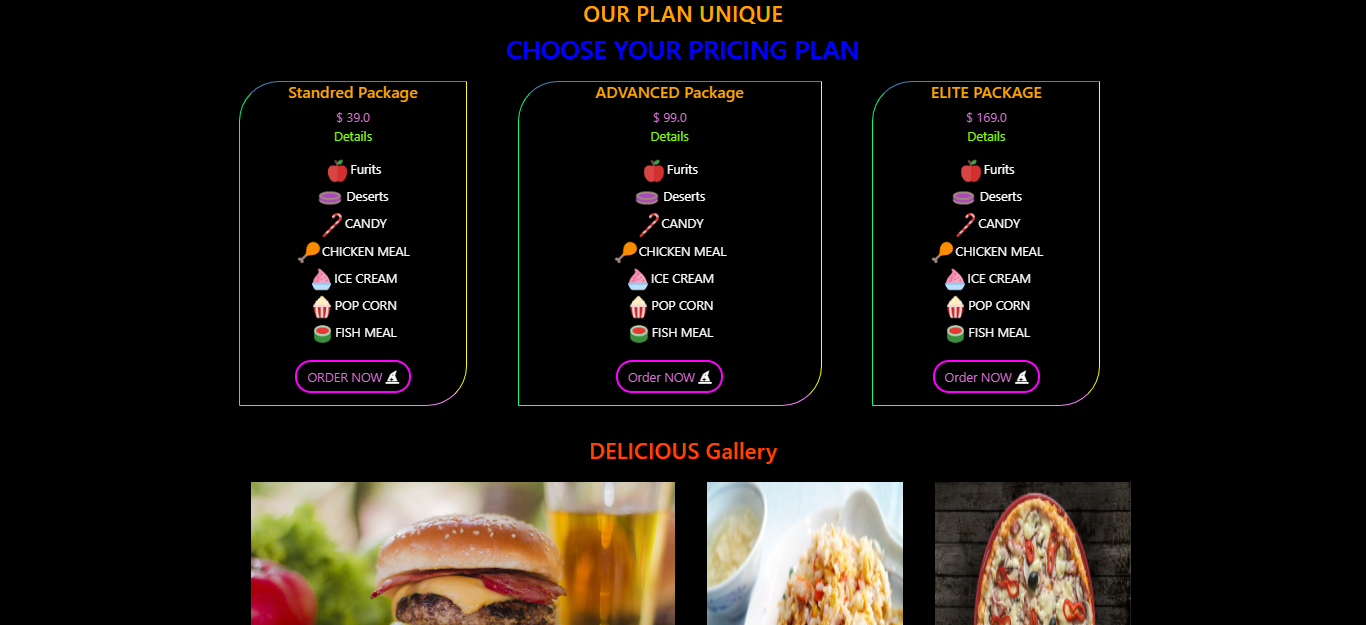 OUR PLAN UNIQUE
CHOOSE YOUR PRICING PLAN
Standred Package
$ 39.0
Details
Furits
Deserts
CANDY
CHICKEN MEAL
ICE CREAM
POP CORN
FISH MEAL
ORDER NOW
ADVANCED Package
$ 99.0
Details
Furits
Deserts
CANDY
CHICKEN MEAL
ICE CREAM
POP CORN
FISH MEAL
Order NOW
ELITE PACKAGE
$ 169.0
Details
Furits
Deserts
CANDY
CHICKEN MEAL
ICE CREAM
POP CORN
FISH MEAL
Order NOW
DELICIOUS Gallery